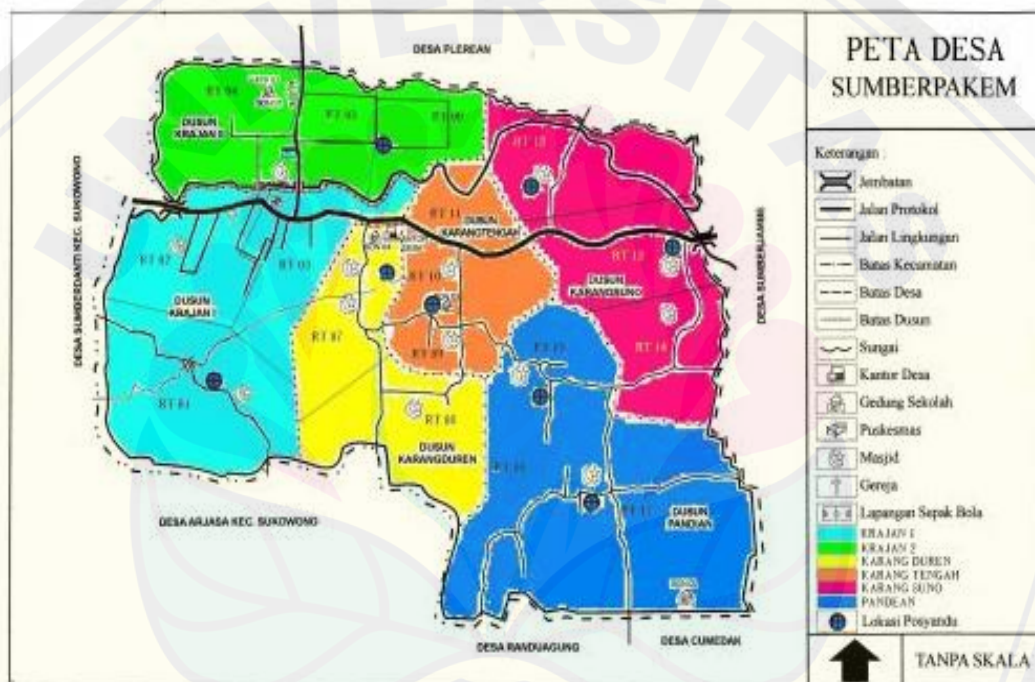 UNIVERSITA
DESA PLEREAN
RT 04
DUSUN
KRAJAN II
RT 05
RT 06
RT 13
RT 11
DUSUN
KARANGTENGAH
RT 02
RT 03
RT 10
RT 12
DUSUN
KRAJAN I
DUSUN
KARANGSUNO
RT 07
RT 09
RT 15
RT 14
RT 01
RT 08
DUSUN
KARANGDUREN
RT 16
RT 17
DUSUN
PANDIAN
DESA SUMBERDANTI KEC. SUKOWONO
DESA SUMBERJAMBE
DESA ARJASA KEC. SUKOWONO
DESA RANDUAGUNG
DESA CUMEDAK
PETA DESA
SUMBERPAKEM
Keterangan :
Jembatan
Jalan Protokol
Jalan Lingkungan
Batas Kecamatan
Batas Desa
Batas Dusun
Sungai
Kantor Desa
Gedung Sekolah
Puskesmas
Masjid
Gereja
Lapangan Sepak Bola
KRAJAN 1
KRAJAN 2
KARANG DUREN
KARANG TENGAH
KARANG SUNO
PANDEAN
Lokasi Posyandu
TANPA SKALA